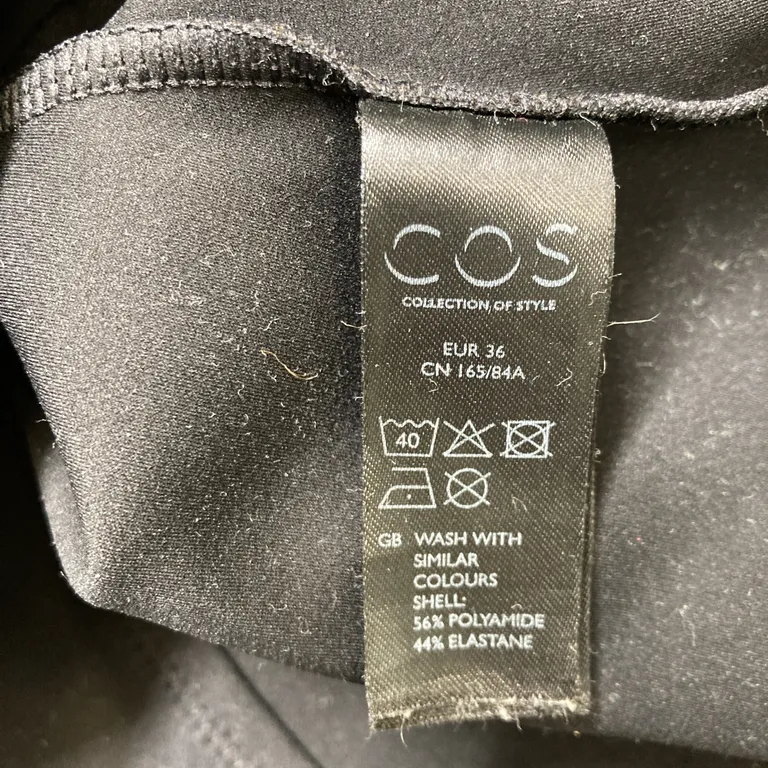 COS
COLLECTION OF STYLE
EUR 36
CN 165/84A
40
GB WASH WITH
SIMILAR
COLOURS
SHELL:
56% POLYAMIDE
44% ELASTANE